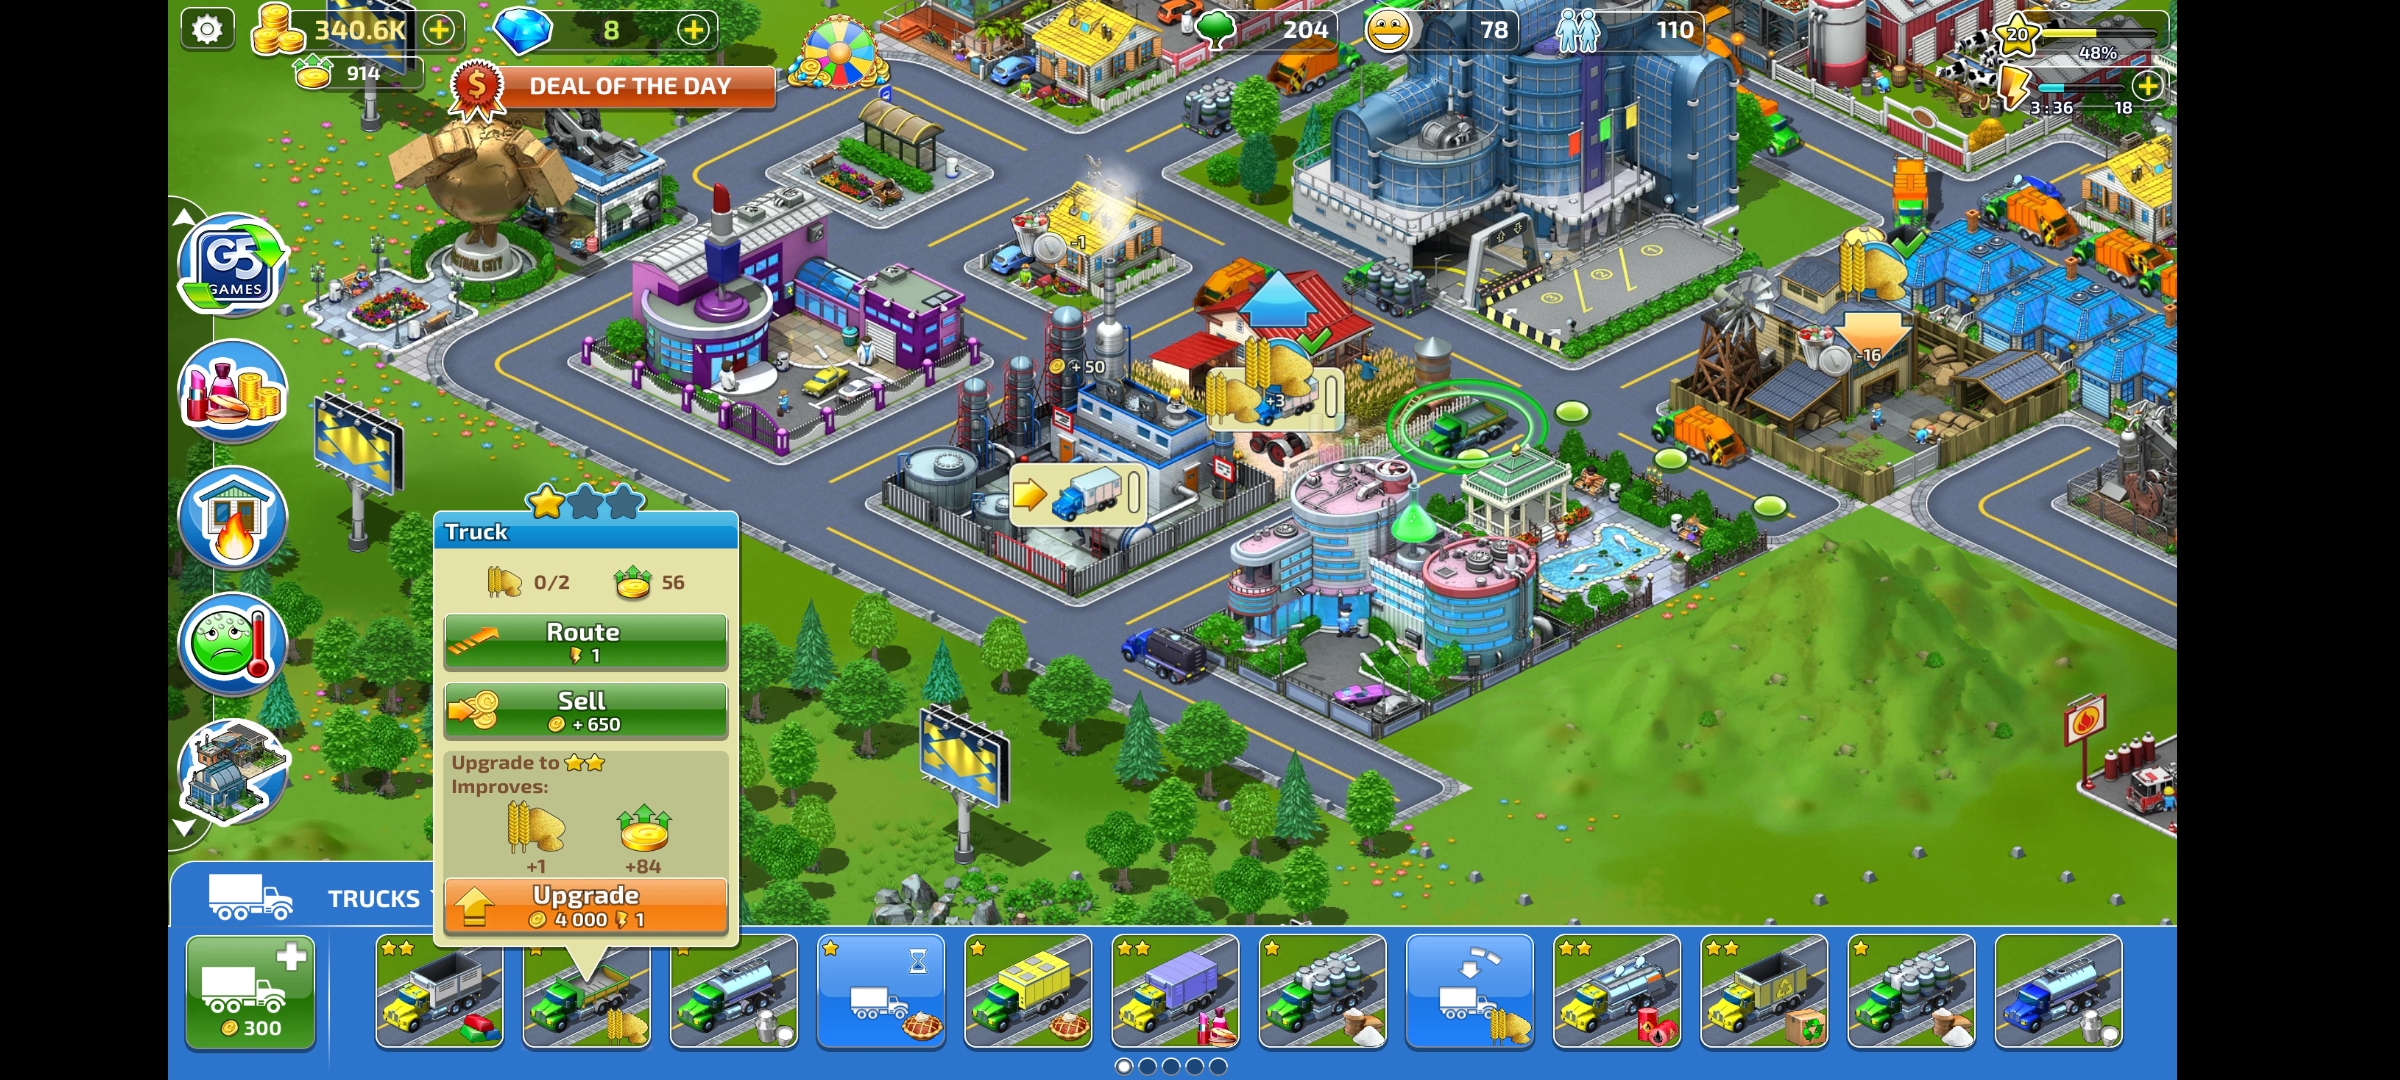 340.6K
8
204
78
110
20
48%
914
DEAL OF THE DAY
3:36
18
G5
GAMES
-1
+50
+3
-16
Truck
0/2
56
Route
1
Sell
+ 650
Upgrade to
Improves:
+1
+84
Upgrade
4 000 1
TRUCKS
300